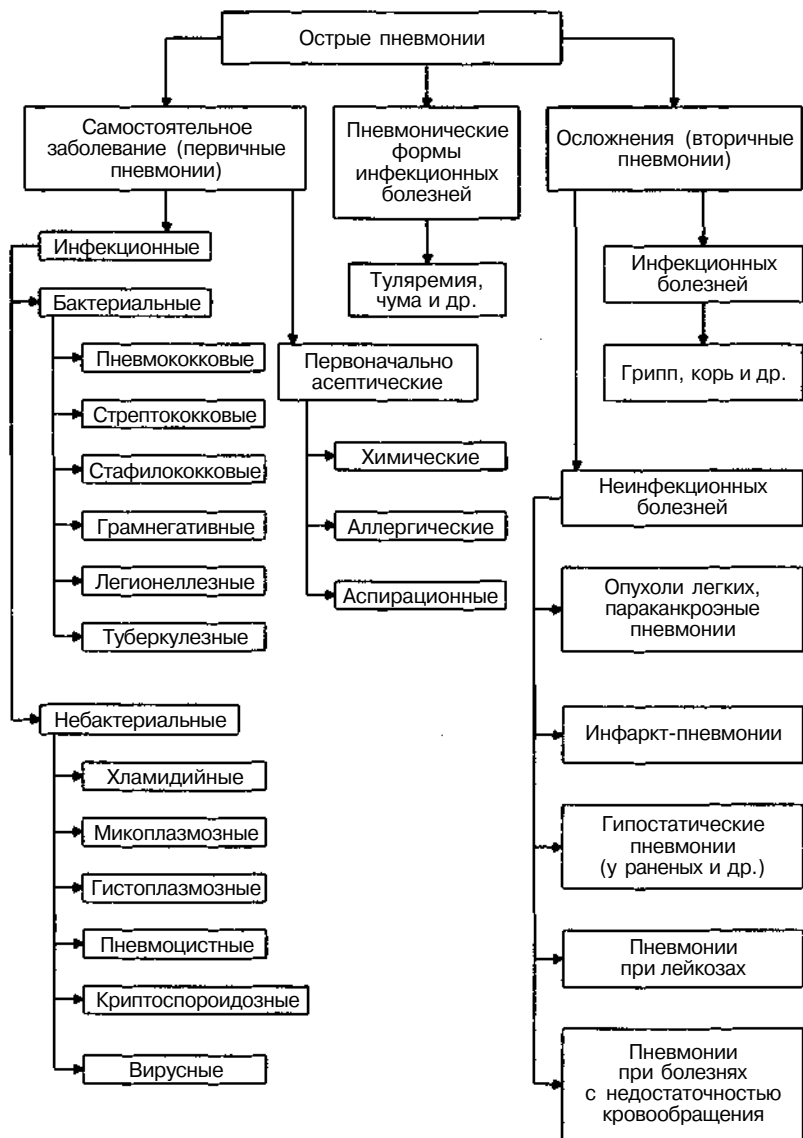 Острые пневмонии
Самостоятельное
заболевание (первичные
пневмонии)
Пневмонические
формы
инфекционных
болезней
Осложнения (вторичные
пневмонии)
Инфекционные
Туляремия,
чума и др.
Инфекционных
болезней
Бактериальные
Пневмококковые
Стрептококковые
Стафилококковые
Грамнегативные
Легионеллезные
Туберкулезные
Первоначально
асептические
Химические
Аллергические
Аспирационные
Грипп, корь и др.
Неинфекционных
болезней
Опухоли легких,
параканкроэные
пневмонии
Инфаркт-пневмонии
Гипостатические
пневмонии
(у раненых и др.)
Пневмонии
при лейкозах
Пневмонии
при болезнях
с недостаточностью
кровообращения
Небактериальные
Хламидийные
Микоплазмозные
Гистоплазмозные
Пневмоцистные
Криптоспороидозные
Вирусные